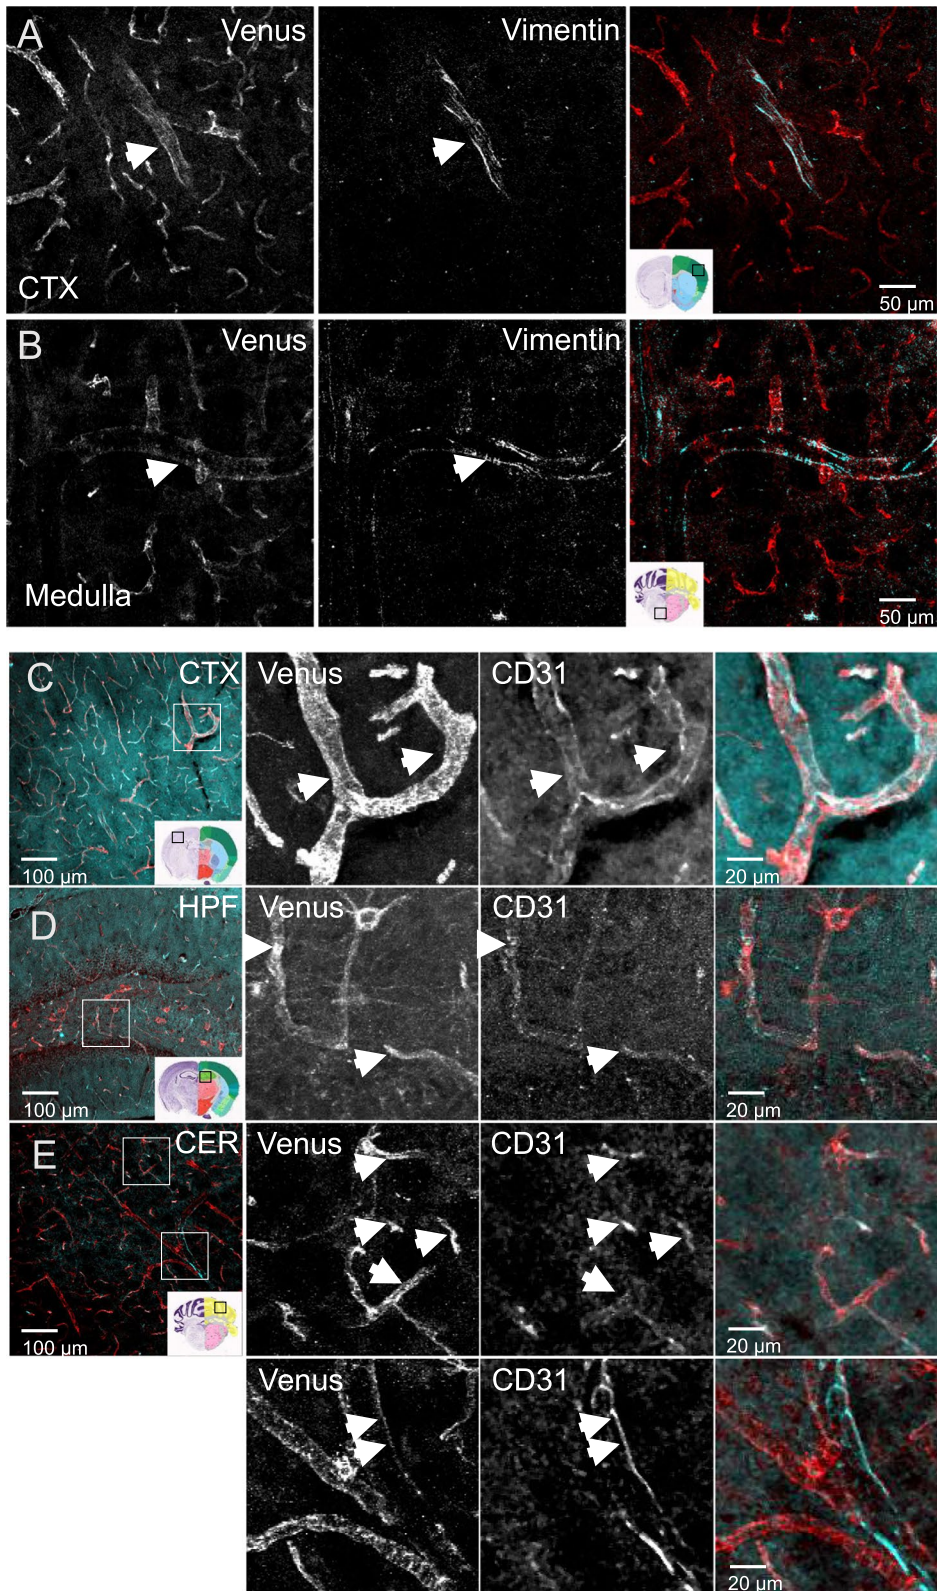 A Venus Vimentin
CTX 50 µm
B Venus Vimentin
Medulla 50 µm
C CTX Venus CD31
100 µm 20 µm
D HPF Venus CD31
100 µm 20 µm
E CER Venus CD31
100 µm 20 µm
Venus CD31
20 µm